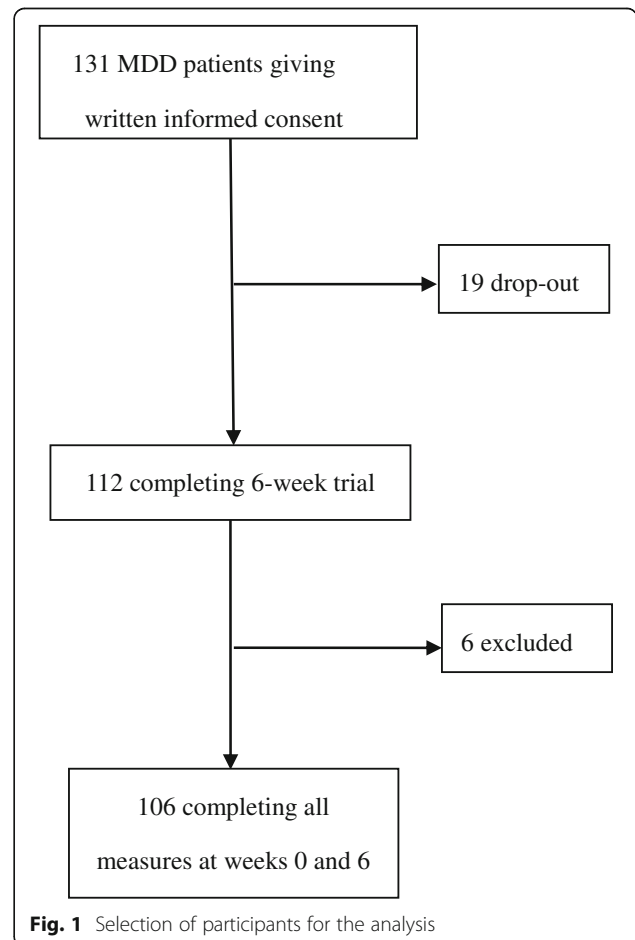 131 MDD patients giving
written informed consent
19 drop-out
112 completing 6-week trial
6 excluded
106 completing all
measures at weeks 0 and 6
Fig. 1 Selection of participants for the analysis